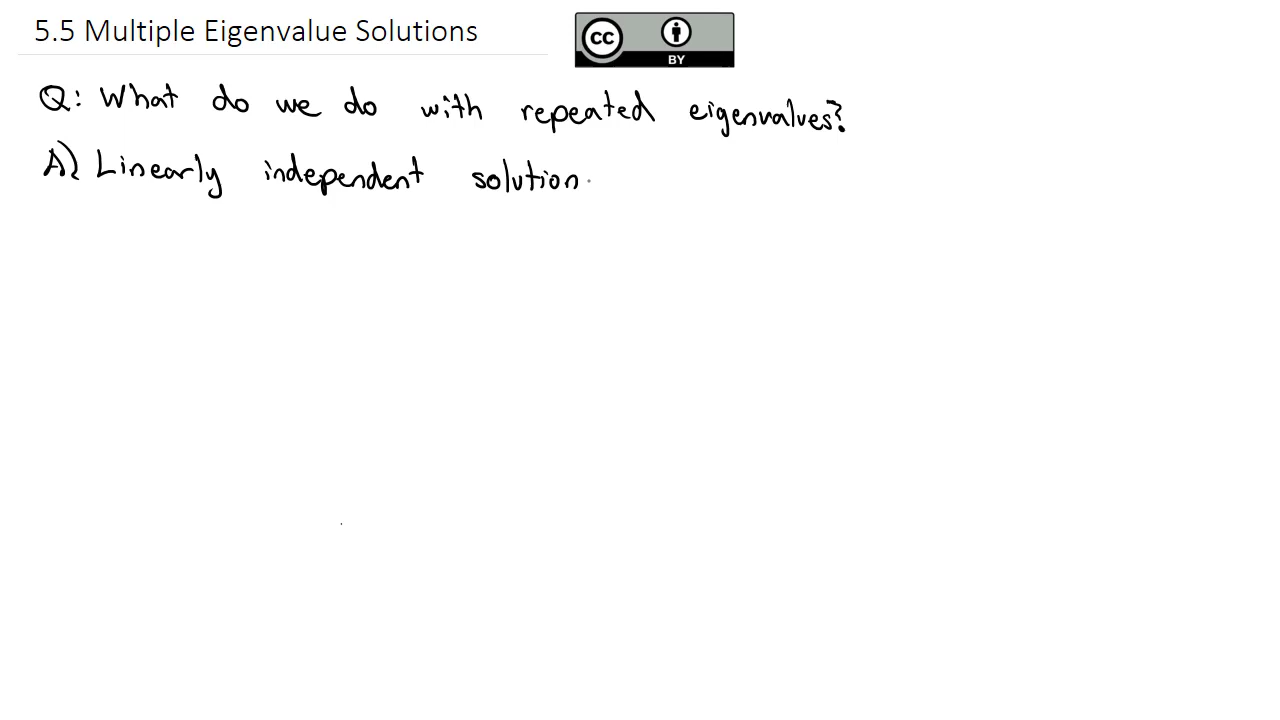 5.5 Multiple Eigenvalue Solutions
CC BY
Q: What do we do with repeated eigenvalues?
A) Linearly independent solution